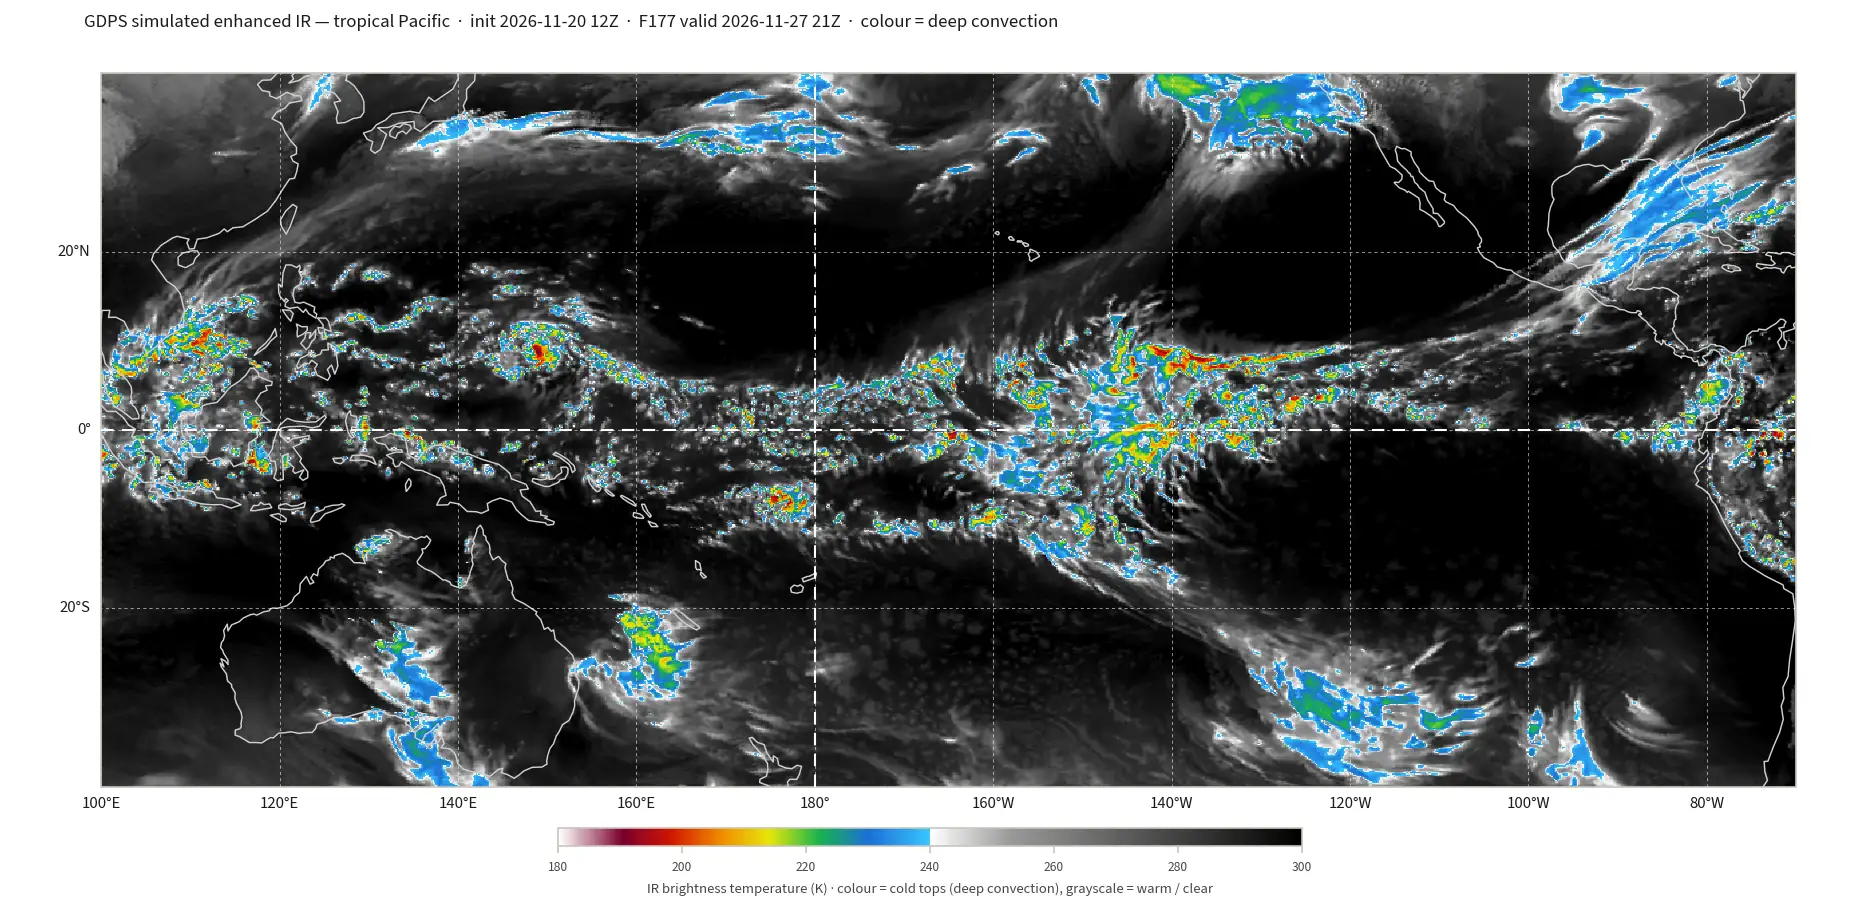 GDPS simulated enhanced IR — tropical Pacific · init 2026-11-20 12Z · F177 valid 2026-11-27 21Z · colour = deep convection
20°N
0°
20°S
100°E 120°E 140°E 160°E 180° 160°W 140°W 120°W 100°W 80°W
180 200 220 240 260 280 300
IR brightness temperature (K) · colour = cold tops (deep convection), grayscale = warm / clear